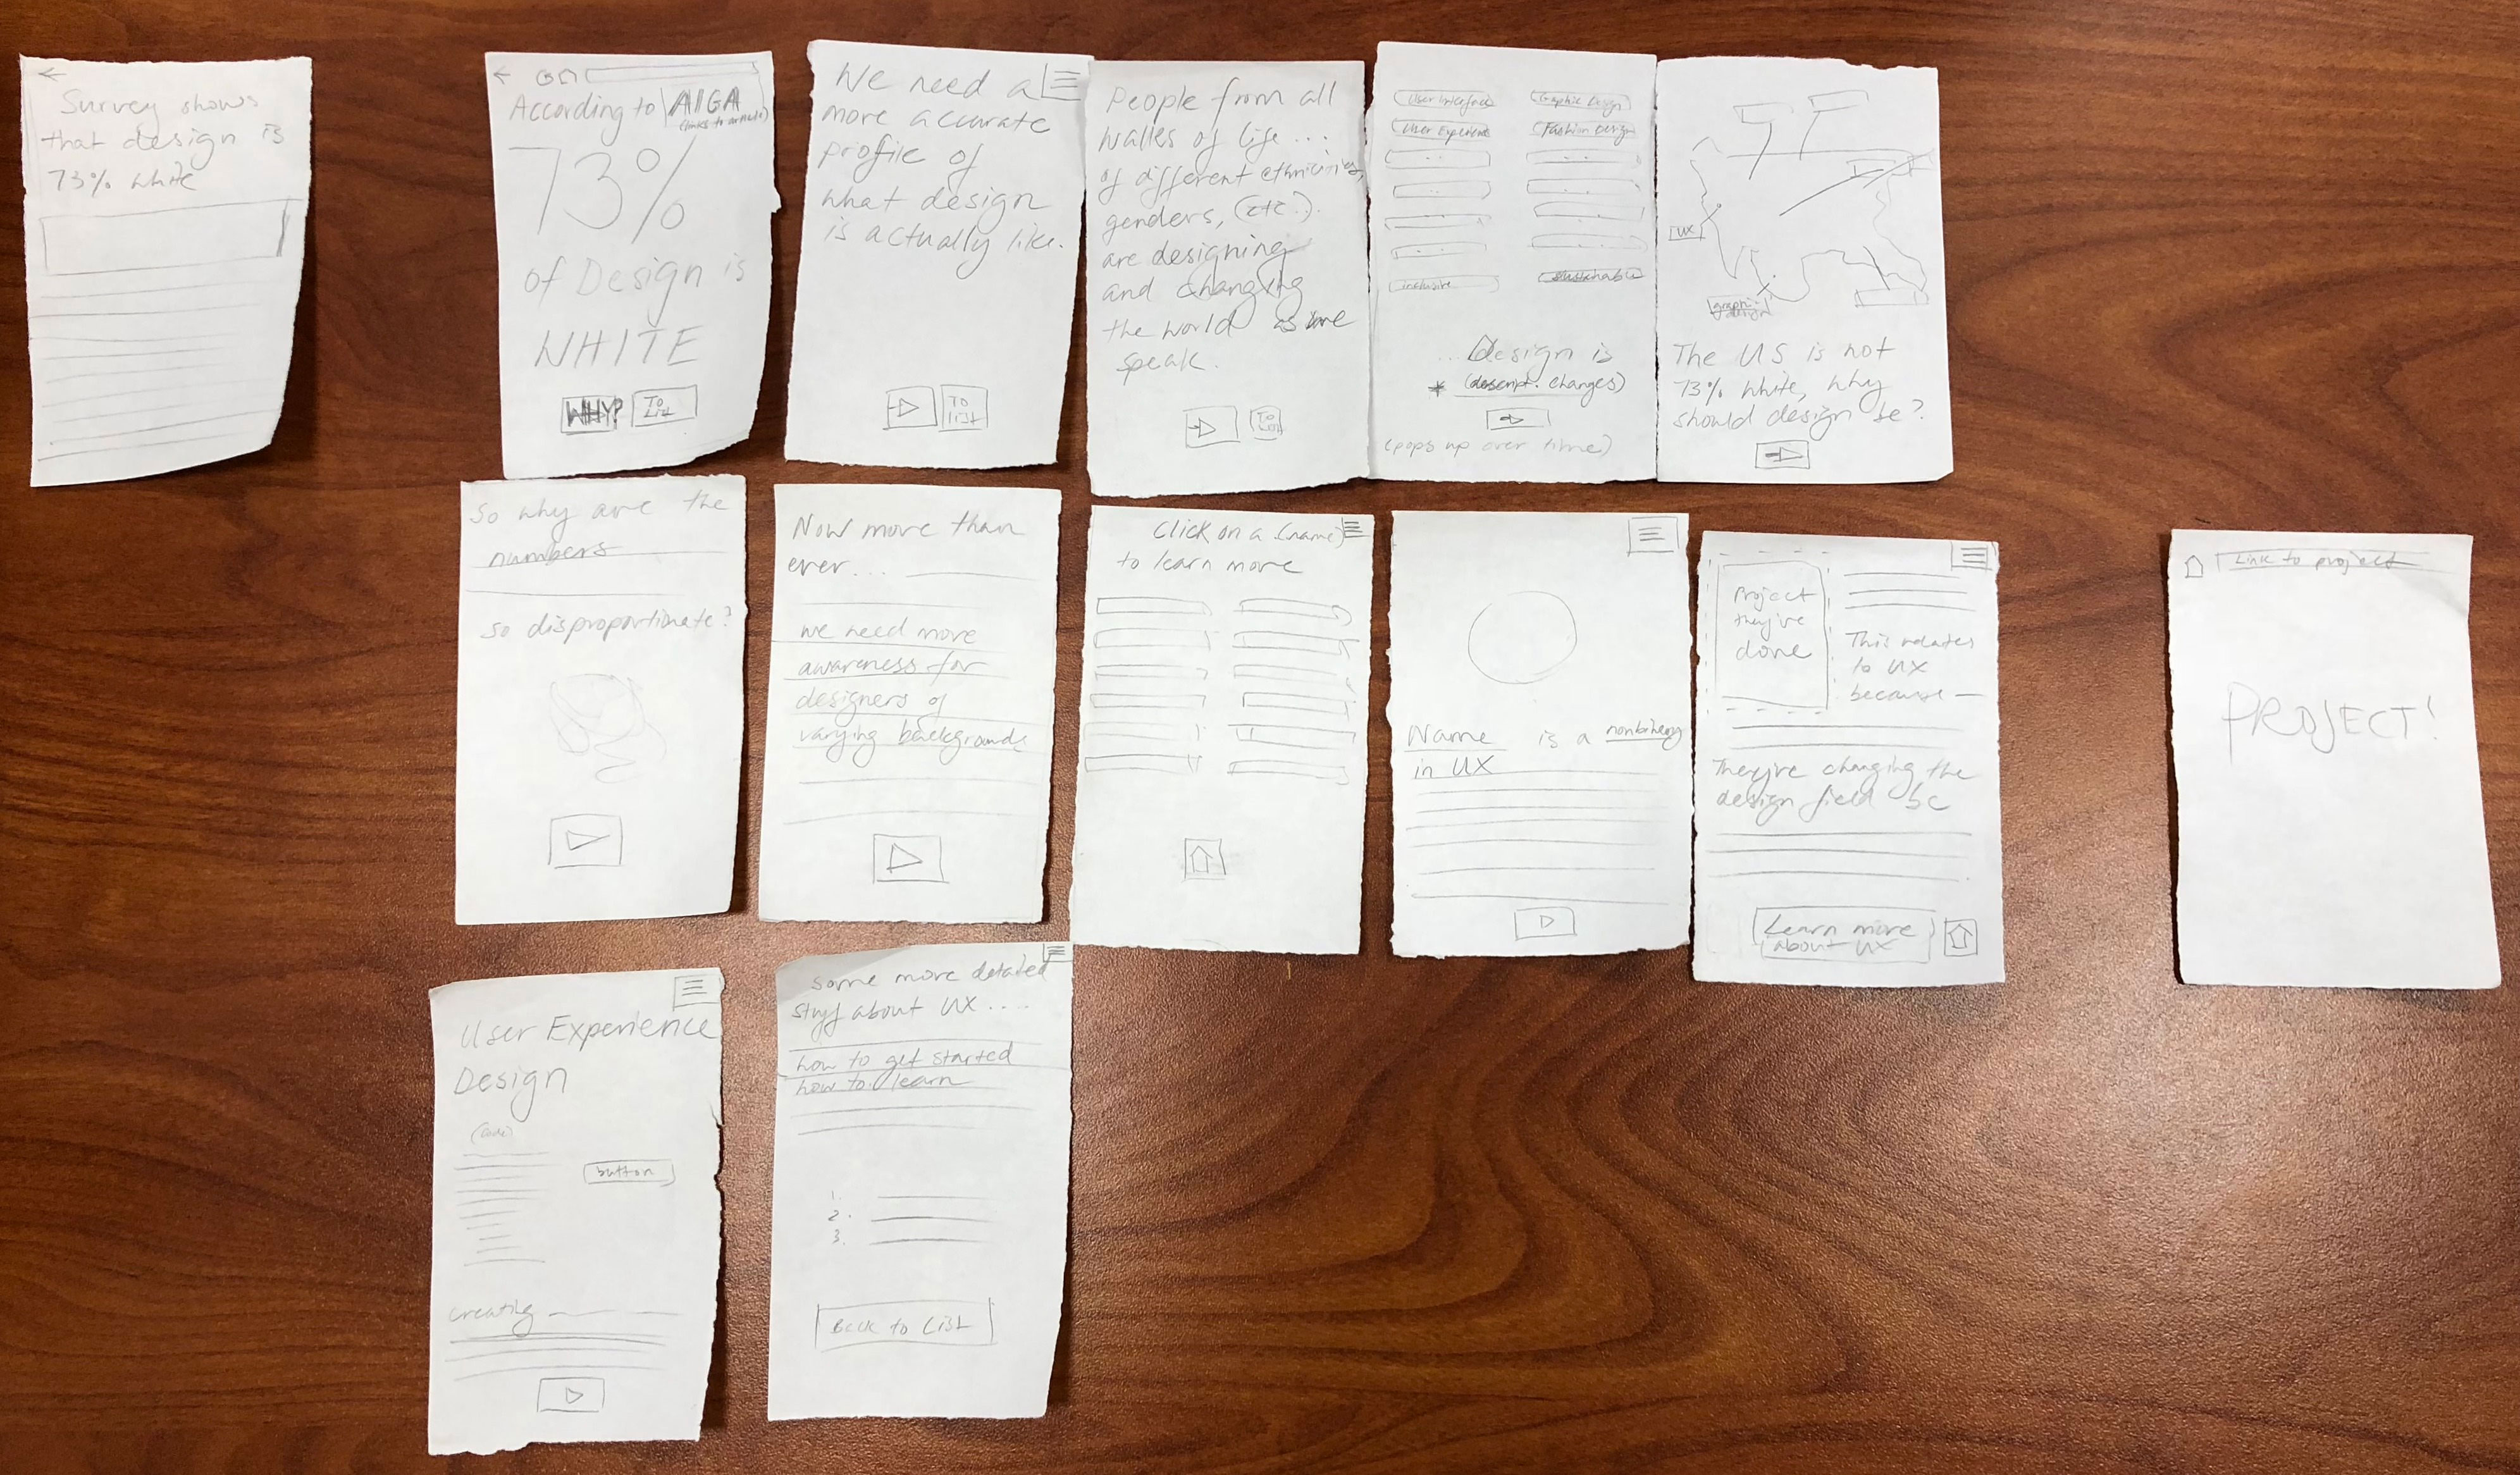 Survey shows
that design is
73% white
According to AIGA
(links to article)
73%
of Design is
WHITE
WHY?
To
List
We need a
more accurate
profile of
what design
is actually like.
To
list
People from all
walks of life...
of different ethnicities,
genders, (etc.).
are designing
and changing
the world as we
speak.
To
User Interface
Graphic Design
User Experience
Fashion Design
inclusive
sustainable
...Design is
* (descript. changes)
(pops up over time)
UX
graphic
design
The US is not
73% white, why
should design be?
So why are the
numbers
so disproportionate?
Now more than
ever...
we need more
awareness for
designers of
varying backgrounds
Click on a (name)
to learn more
Name is a nonbinary
in UX
Project
they've
done
This relates
to UX
because —
They're changing the
design field bc
Learn more
about UX
Link to project
PROJECT!
User Experience
Design
(code)
button
creating
some more detailed
stuff about UX ....
how to get started
how to learn
1.
2.
3.
Back to List